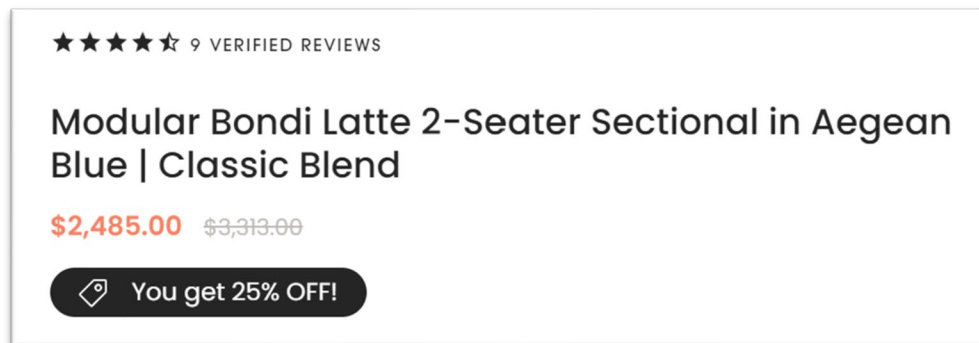 9 VERIFIED REVIEWS
Modular Bondi Latte 2-Seater Sectional in Aegean
Blue | Classic Blend
$2,485.00 $3,313.00
You get 25% OFF!